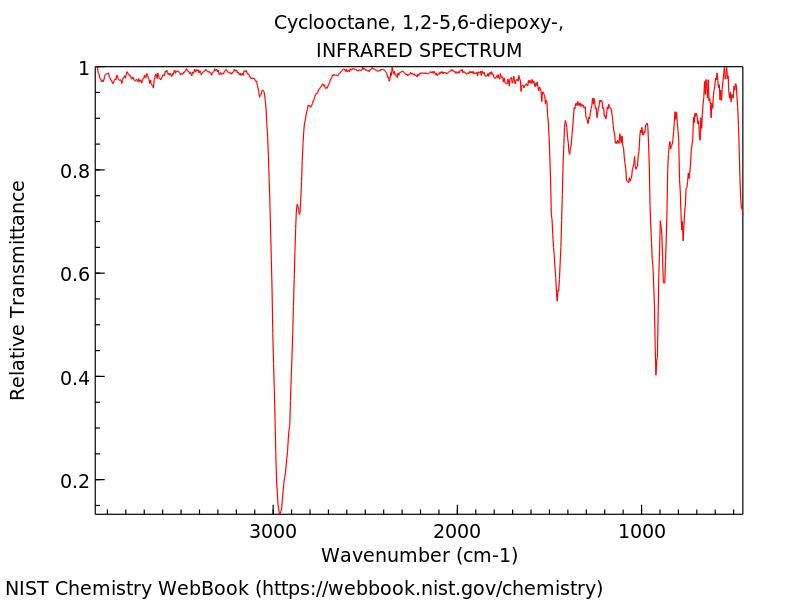 Cyclooctane, 1,2-5,6-diepoxy-,
INFRARED SPECTRUM
1
0.8
0.6
0.4
0.2
Relative Transmittance
3000 2000 1000
Wavenumber (cm-1)
NIST Chemistry WebBook (https://webbook.nist.gov/chemistry)